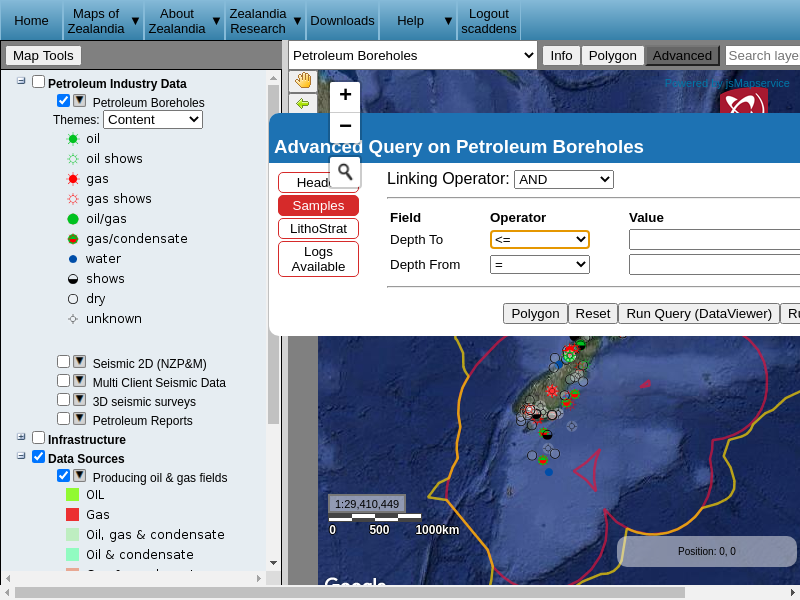 Home
Maps of Zealandia ▼
About Zealandia ▼
Zealandia Research ▼
Downloads
Help ▼
Logout scaddens
Map Tools
Petroleum Boreholes
Info
Polygon
Advanced
Search laye
Petroleum Industry Data
Petroleum Boreholes
Themes: Content
oil
oil shows
gas
gas shows
oil/gas
gas/condensate
water
shows
dry
unknown
Seismic 2D (NZP&M)
Multi Client Seismic Data
3D seismic surveys
Petroleum Reports
Infrastructure
Data Sources
Producing oil & gas fields
OIL
Gas
Oil, gas & condensate
Oil & condensate
Powered by jsMapservice
+
−
Advanced Query on Petroleum Boreholes
Heade
Samples
LithoStrat
Logs Available
Linking Operator: AND
Field Operator Value
Depth To <=
Depth From =
Polygon
Reset
Run Query (DataViewer)
Ru
1:29,410,449
0 500 1000km
Position: 0, 0
Google